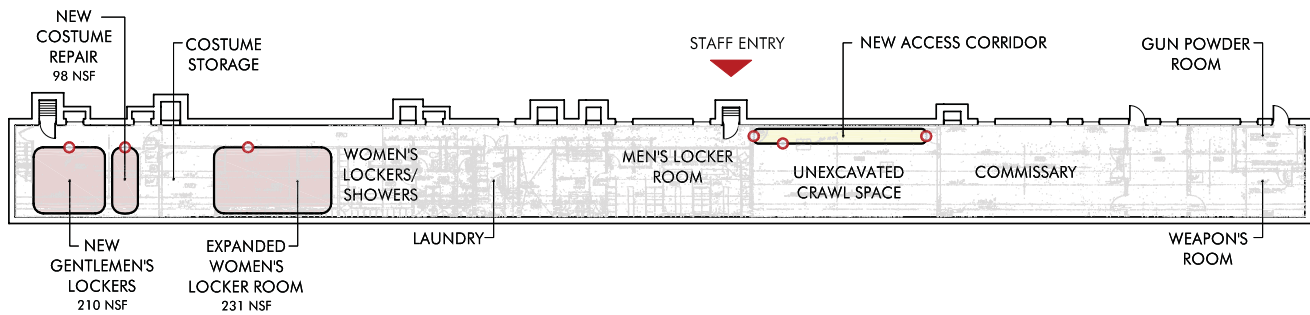 NEW
COSTUME
REPAIR
98 NSF
COSTUME
STORAGE
STAFF ENTRY
NEW ACCESS CORRIDOR
GUN POWDER
ROOM
WOMEN'S
LOCKERS/
SHOWERS
MEN'S LOCKER
ROOM
UNEXCAVATED
CRAWL SPACE
COMMISSARY
NEW
GENTLEMEN'S
LOCKERS
210 NSF
EXPANDED
WOMEN'S
LOCKER ROOM
231 NSF
LAUNDRY
WEAPON'S
ROOM